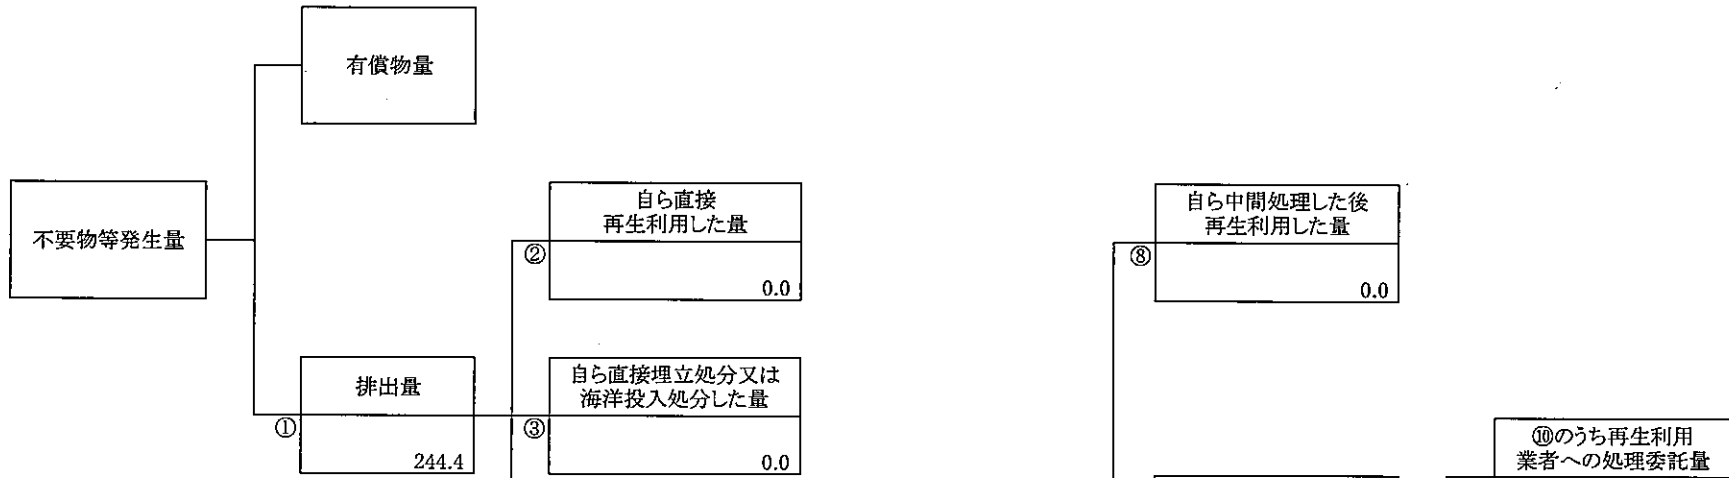 有償物量
不要物等発生量
自ら直接
再生利用した量
②
0.0
自ら中間処理した後
再生利用した量
⑧
0.0
排出量
①
244.4
自ら直接埋立処分又は
海洋投入処分した量
③
0.0
⑩のうち再生利用
業者への処理委託量